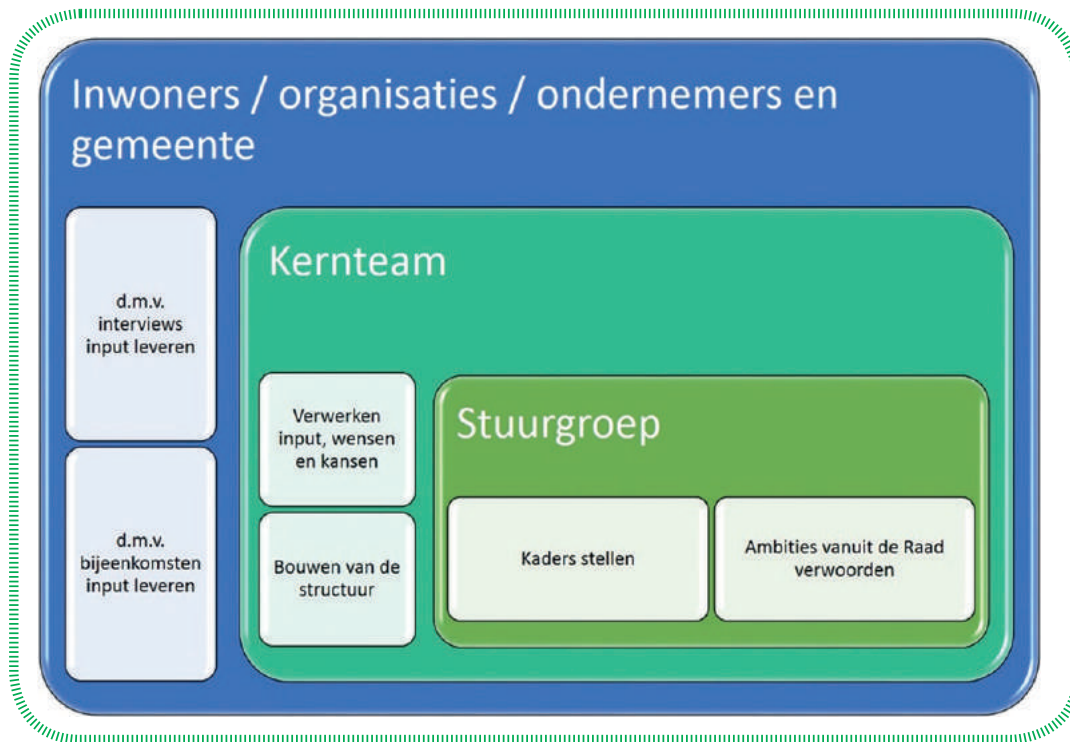 Inwoners / organisaties / ondernemers en
gemeente
d.m.v.
interviews
input leveren
d.m.v.
bijeenkomsten
input leveren
Kernteam
Verwerken
input, wensen
en kansen
Bouwen van de
structuur
Stuurgroep
Kaders stellen
Ambities vanuit de Raad
verwoorden